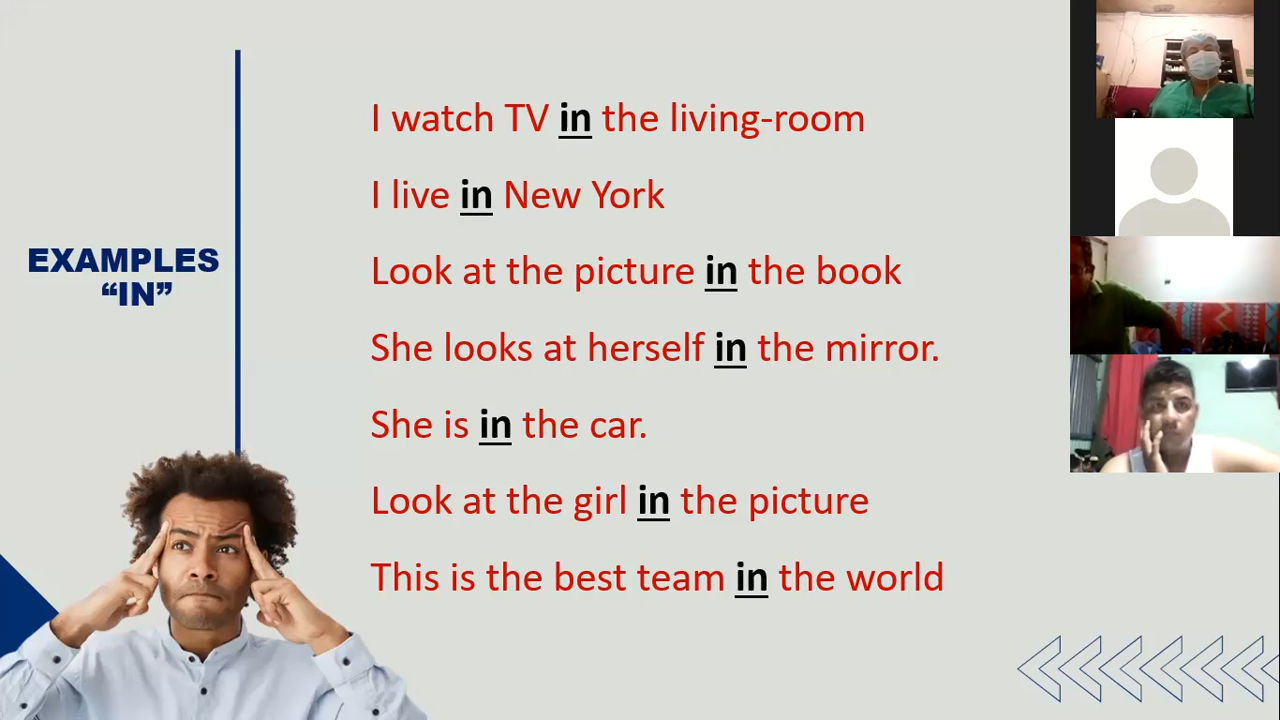 EXAMPLES
“IN”
I watch TV in the living-room
I live in New York
Look at the picture in the book
She looks at herself in the mirror.
She is in the car.
Look at the girl in the picture
This is the best team in the world